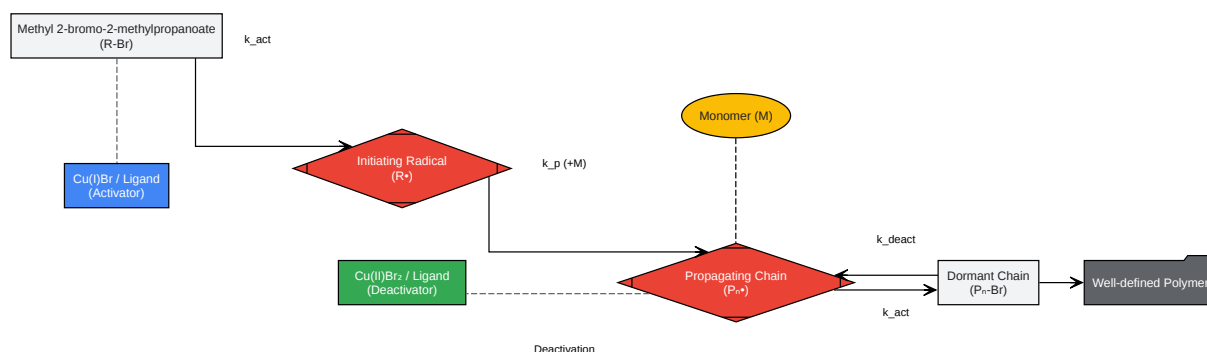 Methyl 2-bromo-2-methylpropanoate
(R-Br)
k_act
Monomer (M)
Initiating Radical
(R•)
k_p (+M)
Cu(I)Br / Ligand
(Activator)
k_deact
Cu(II)Br₂ / Ligand
(Deactivator)
Propagating Chain
(Pₙ•)
Dormant Chain
(Pₙ-Br)
Well-defined Polymer
k_act
Deactivation